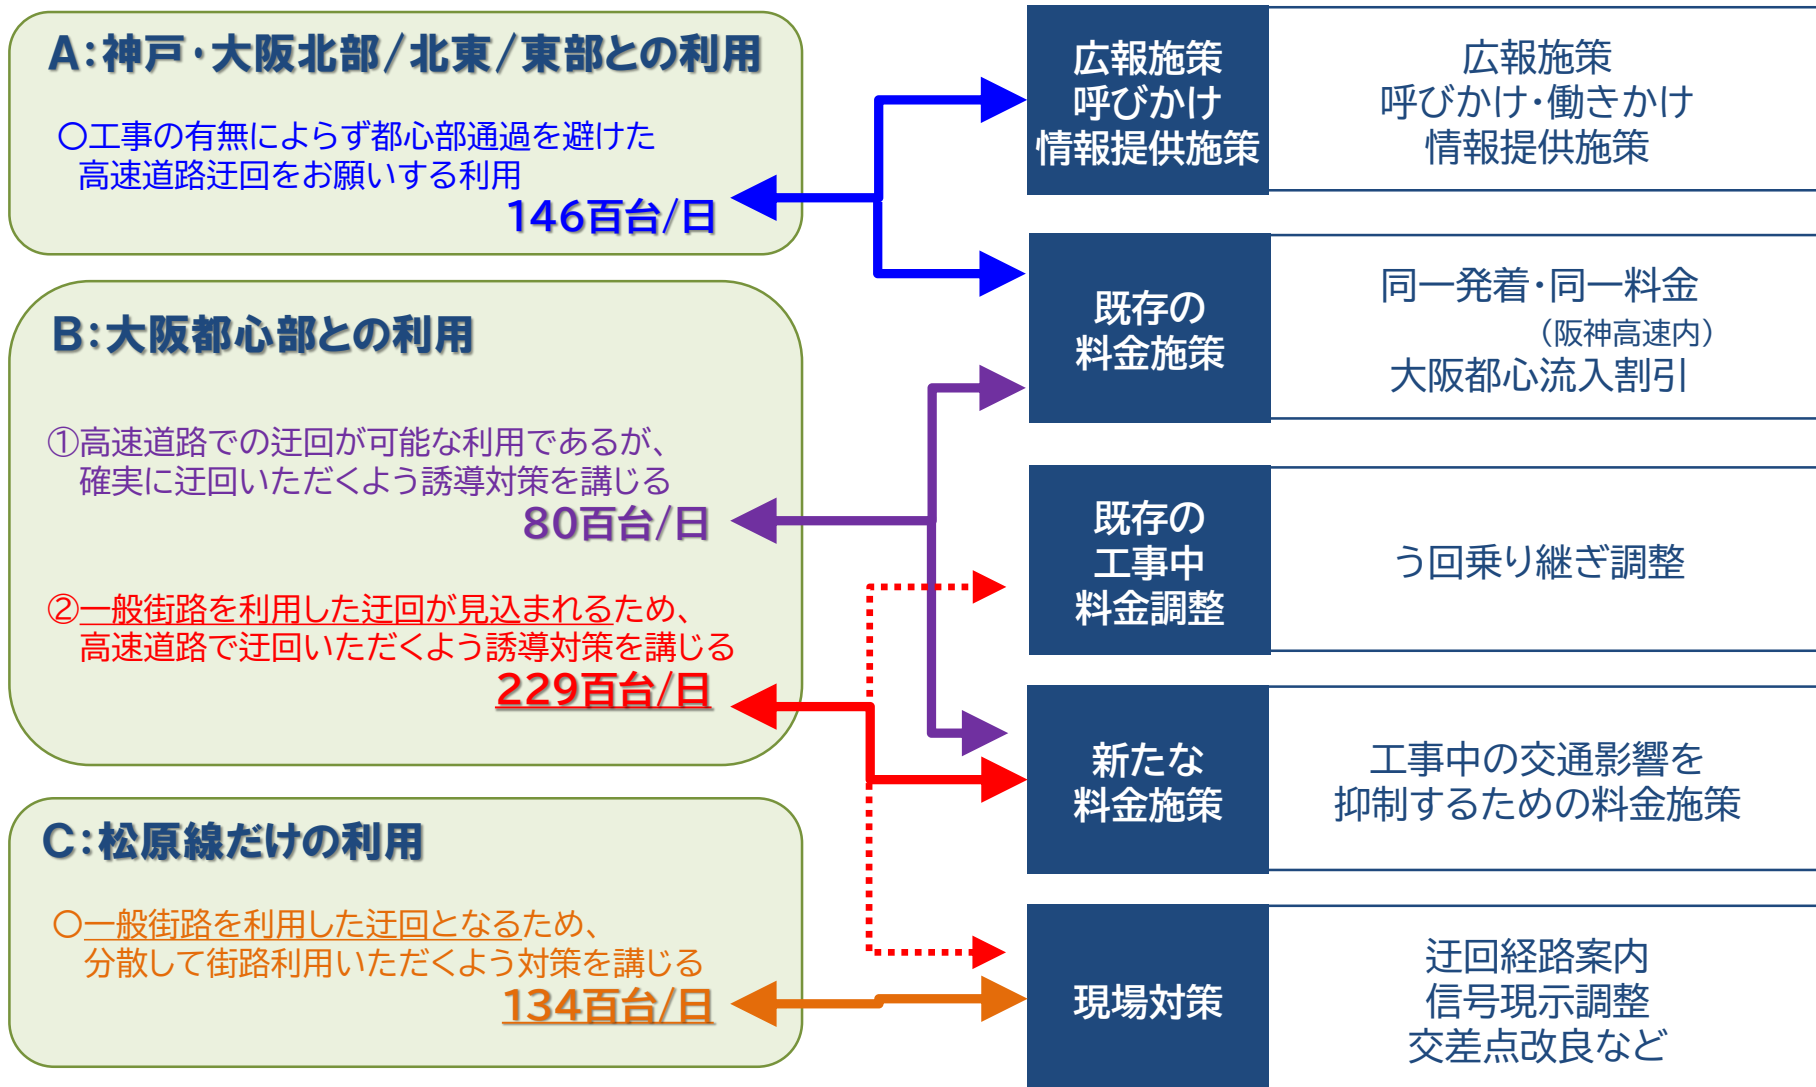 A:神戸・大阪北部/北東/東部との利用
〇工事の有無によらず都心部通過を避けた
高速道路迂回をお願いする利用
146百台/日
B:大阪都心部との利用
①高速道路での迂回が可能な利用であるが、
確実に迂回いただくよう誘導対策を講じる
80百台/日
②一般街路を利用した迂回が見込まれるため、
高速道路で迂回いただくよう誘導対策を講じる
229百台/日
C:松原線だけの利用
〇一般街路を利用した迂回となるため、
分散して街路利用いただくよう対策を講じる
134百台/日
広報施策
呼びかけ
情報提供施策
広報施策
呼びかけ・働きかけ
情報提供施策
既存の
料金施策
同一発着・同一料金
（阪神高速内）
大阪都心流入割引
既存の
工事中
料金調整
う回乗り継ぎ調整
新たな
料金施策
工事中の交通影響を
抑制するための料金施策
現場対策
迂回経路案内
信号現示調整
交差点改良など